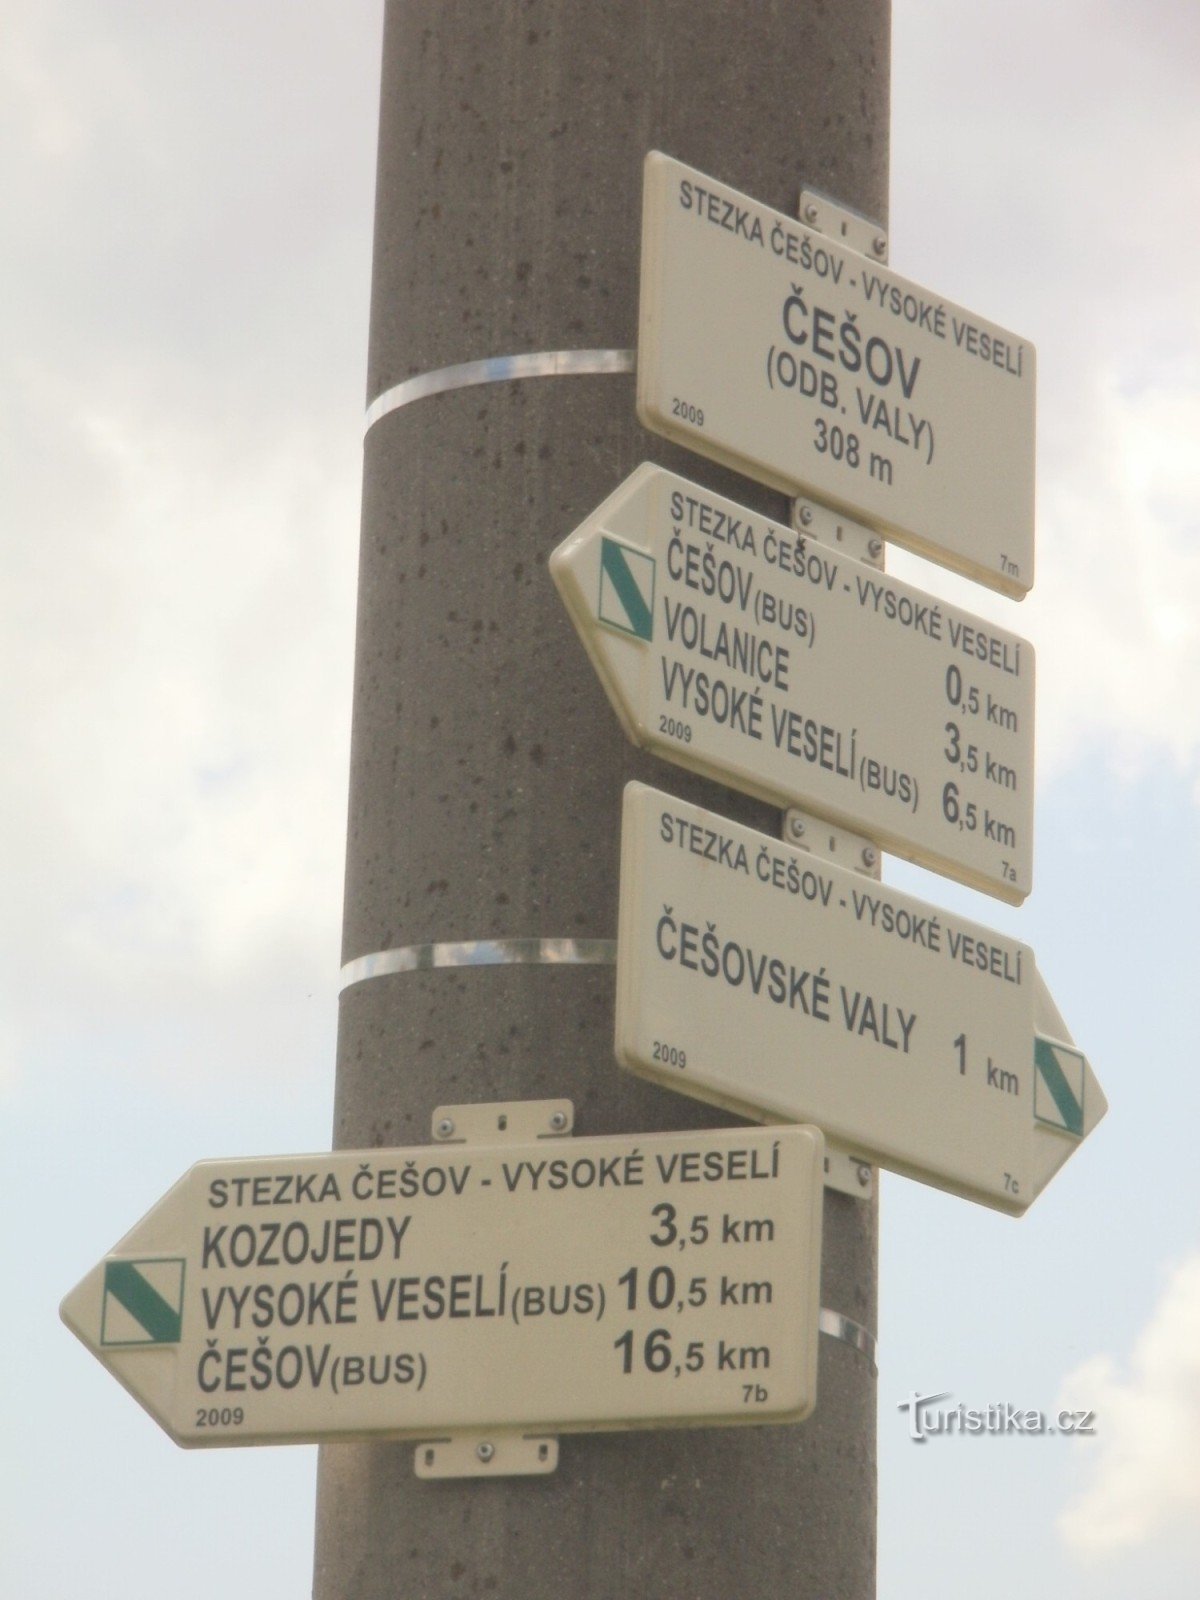 STEZKA ČEŠOV - VYSOKÉ VESELÍ
ČEŠOV
(ODB. VALY)
308 m
2009
7m
STEZKA ČEŠOV - VYSOKÉ VESELÍ
ČEŠOV (BUS) 0,5 km
VOLANICE 3,5 km
VYSOKÉ VESELÍ (BUS) 6,5 km
2009
7a
STEZKA ČEŠOV - VYSOKÉ VESELÍ
ČEŠOVSKÉ VALY 1 km
2009
7c
STEZKA ČEŠOV - VYSOKÉ VESELÍ
KOZOJEDY 3,5 km
VYSOKÉ VESELÍ (BUS) 10,5 km
ČEŠOV (BUS) 16,5 km
2009 7b
Turistika.cz